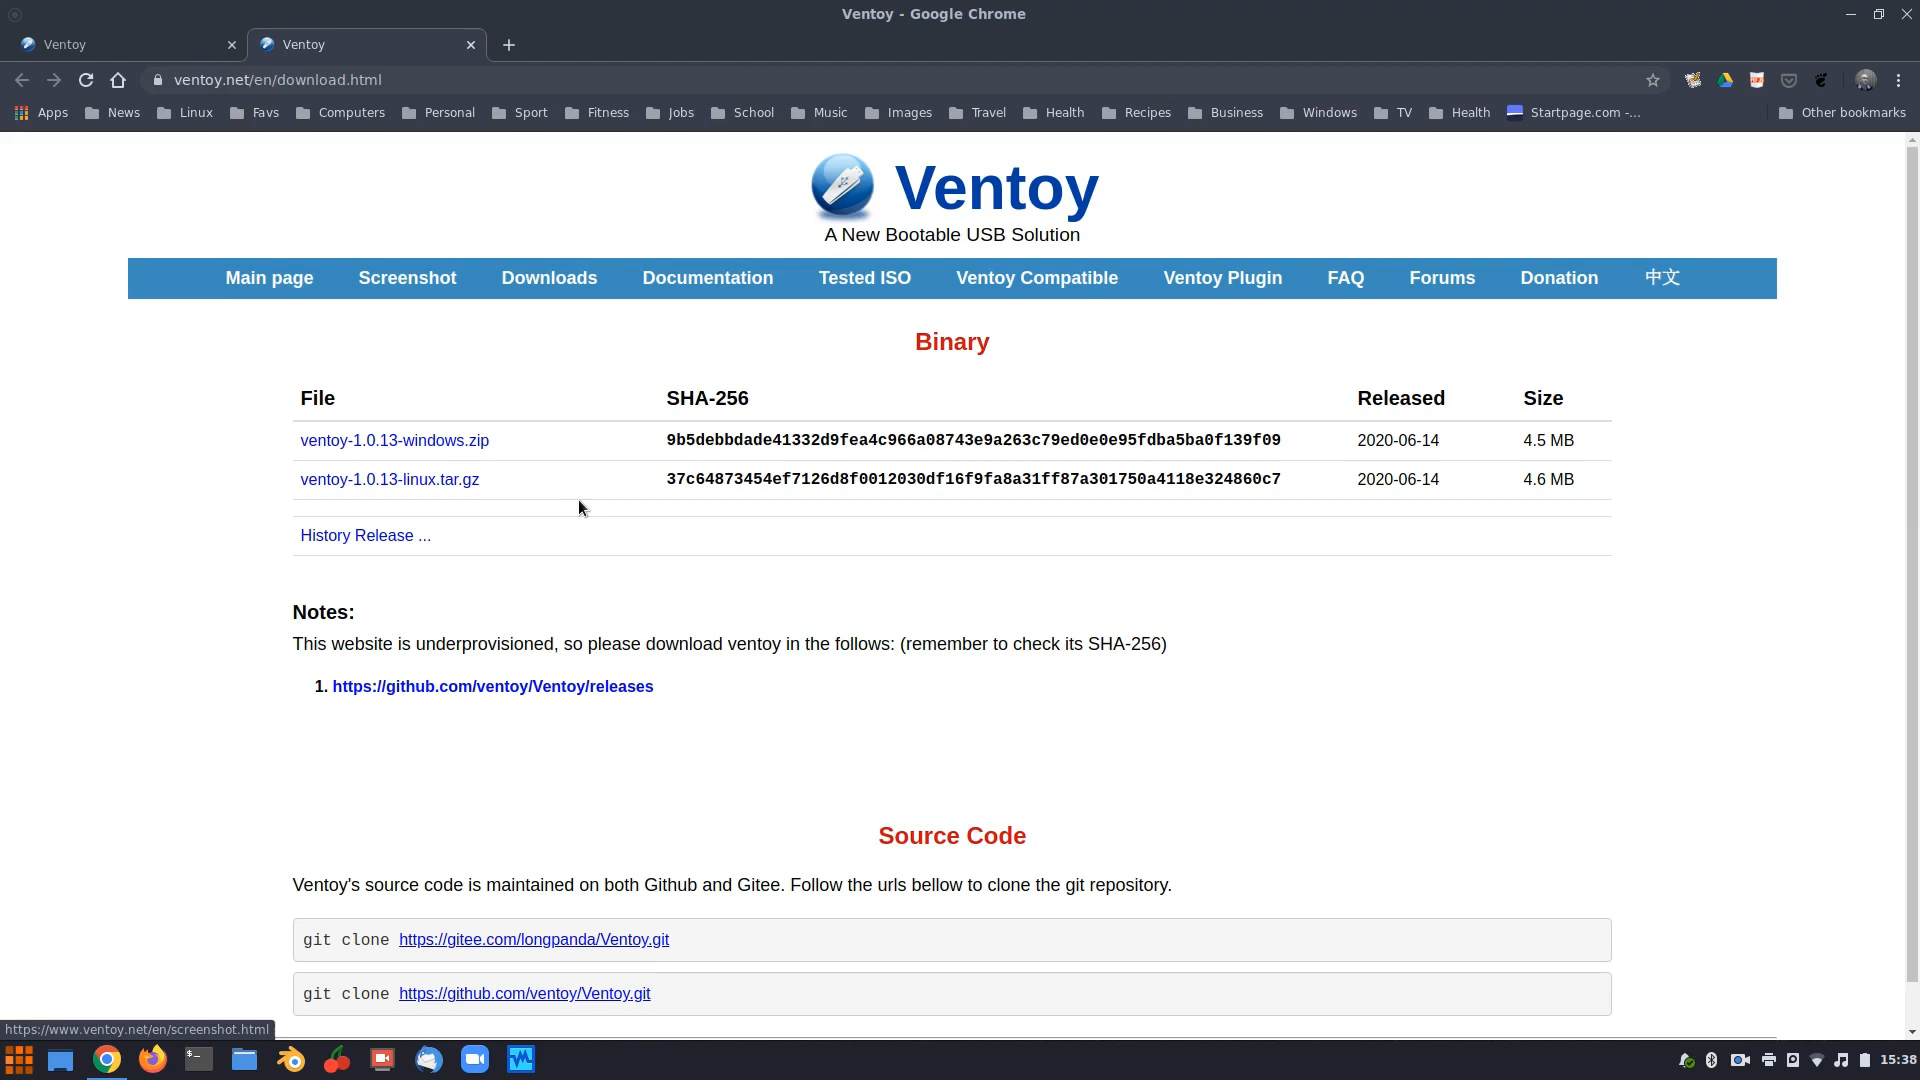 Ventoy - Google Chrome
Ventoy
Ventoy
ventoy.net/en/download.html
Apps News Linux Favs Computers Personal Sport Fitness Jobs School Music Images Travel Health Recipes Business Windows TV Health Startpage.com -... Other bookmarks
Ventoy
A New Bootable USB Solution
Main page Screenshot Downloads Documentation Tested ISO Ventoy Compatible Ventoy Plugin FAQ Forums Donation 中文
Binary
File SHA-256 Released Size
ventoy-1.0.13-windows.zip 9b5debbdade41332d9fea4c966a08743e9a263c79ed0e0e95fdba5ba0f139f09 2020-06-14 4.5 MB
ventoy-1.0.13-linux.tar.gz 37c64873454ef7126d8f0012030df16f9fa8a31ff87a301750a4118e324860c7 2020-06-14 4.6 MB
History Release ...
Notes:
This website is underprovisioned, so please download ventoy in the follows: (remember to check its SHA-256)
1. https://github.com/ventoy/Ventoy/releases
Source Code
Ventoy's source code is maintained on both Github and Gitee. Follow the urls bellow to clone the git repository.
git clone https://gitee.com/longpanda/Ventoy.git
git clone https://github.com/ventoy/Ventoy.git
https://www.ventoy.net/en/screenshot.html
15:38